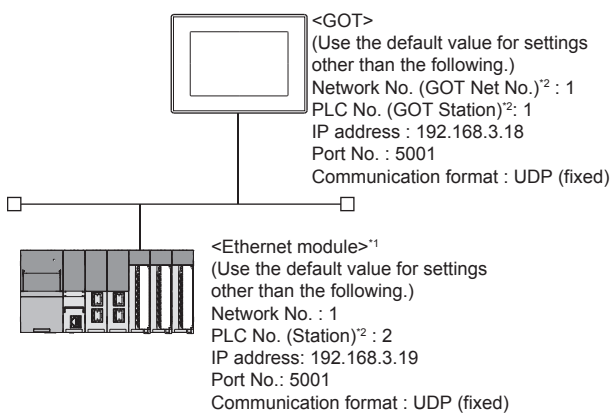 <GOT>
(Use the default value for settings
other than the following.)
Network No. (GOT Net No.)*2 : 1
PLC No. (GOT Station)*2: 1
IP address : 192.168.3.18
Port No. : 5001
Communication format : UDP (fixed)
<Ethernet module>*1
(Use the default value for settings
other than the following.)
Network No. : 1
PLC No. (Station)*2 : 2
IP address: 192.168.3.19
Port No.: 5001
Communication format : UDP (fixed)